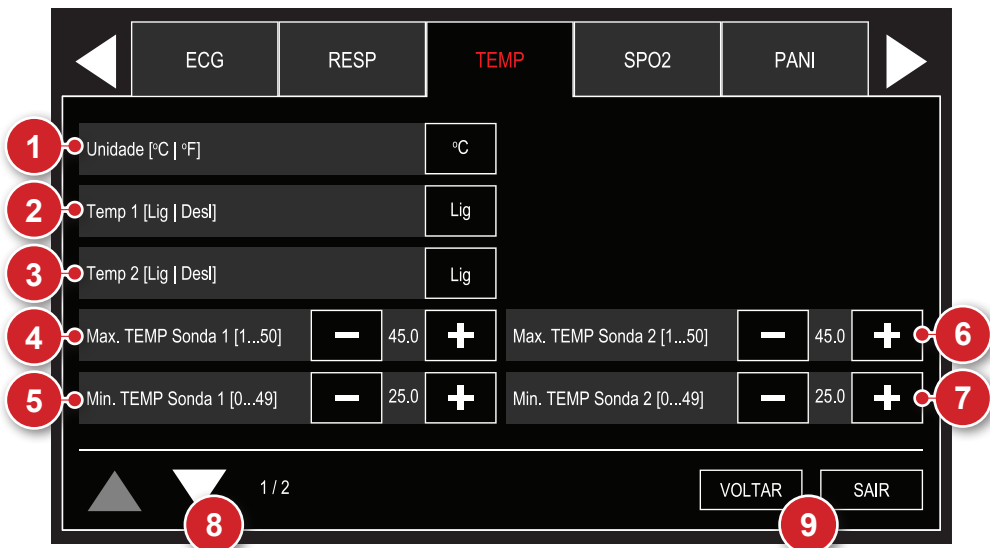 ECG RESP TEMP SPO2 PANI
1 Unidade [ºC | ºF] ºC
2 Temp 1 [Lig | Desl] Lig
3 Temp 2 [Lig | Desl] Lig
4 Max. TEMP Sonda 1 [1...50] − 45.0 + Max. TEMP Sonda 2 [1...50] − 45.0 + 6
5 Min. TEMP Sonda 1 [0...49] − 25.0 + Min. TEMP Sonda 2 [0...49] − 25.0 + 7
1 / 2 VOLTAR SAIR
8 9